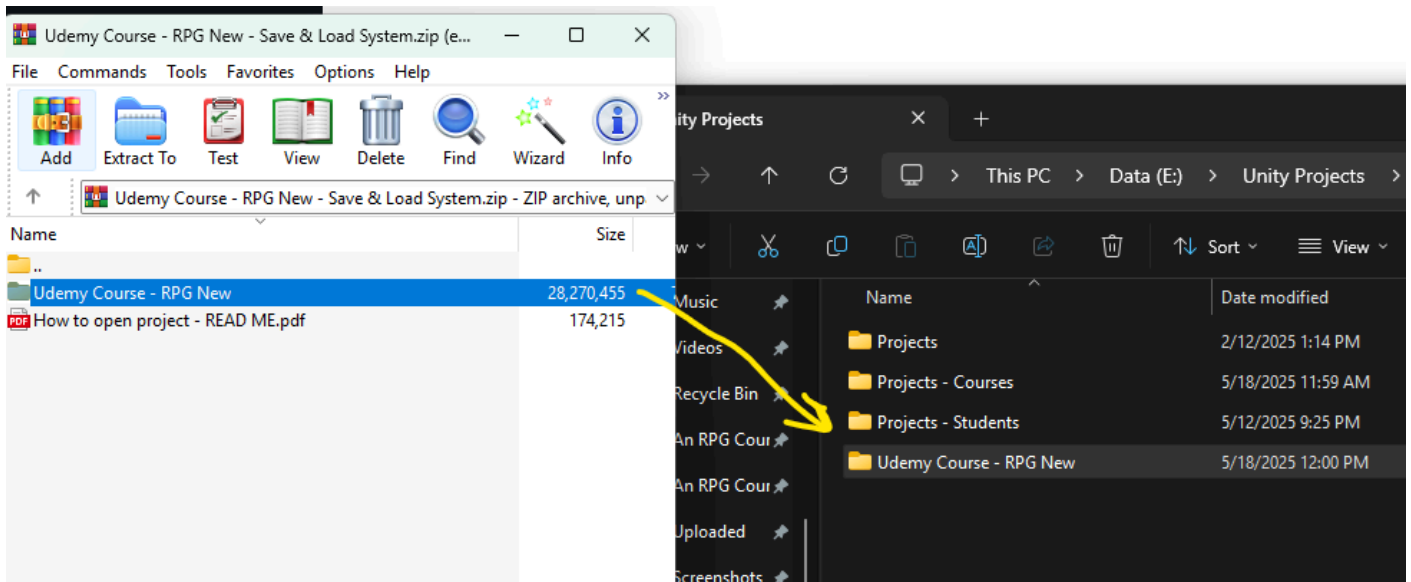 Udemy Course - RPG New - Save & Load System.zip (e...
File Commands Tools Favorites Options Help
Add Extract To Test View Delete Find Wizard Info
Udemy Course - RPG New - Save & Load System.zip - ZIP archive, unp
Name Size
..
Udemy Course - RPG New 28,270,455
PDF How to open project - READ ME.pdf 174,215
ity Projects
This PC > Data (E:) > Unity Projects >
w Sort View
Music
Videos
Recycle Bin
An RPG Cour
An RPG Cour
Uploaded
Screenshots
Name Date modified
Projects 2/12/2025 1:14 PM
Projects - Courses 5/18/2025 11:59 AM
Projects - Students 5/12/2025 9:25 PM
Udemy Course - RPG New 5/18/2025 12:00 PM